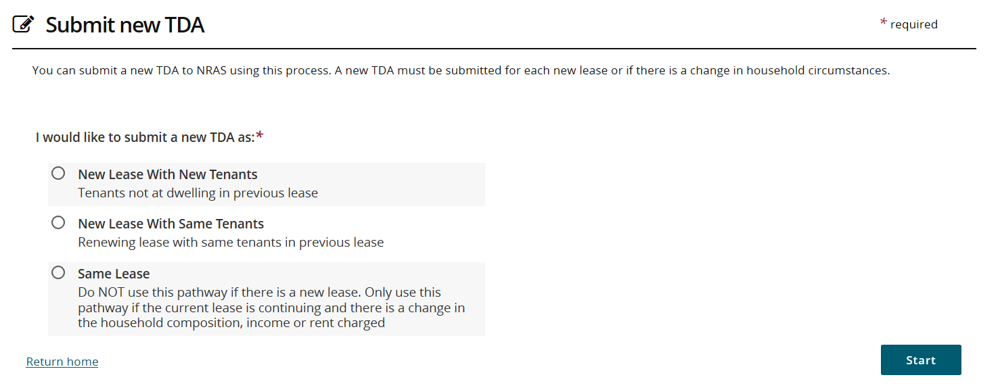 Submit new TDA
* required
You can submit a new TDA to NRAS using this process. A new TDA must be submitted for each new lease or if there is a change in household circumstances.
I would like to submit a new TDA as:*
New Lease With New Tenants
Tenants not at dwelling in previous lease
New Lease With Same Tenants
Renewing lease with same tenants in previous lease
Same Lease
Do NOT use this pathway if there is a new lease. Only use this
pathway if the current lease is continuing and there is a change in
the household composition, income or rent charged
Return home
Start